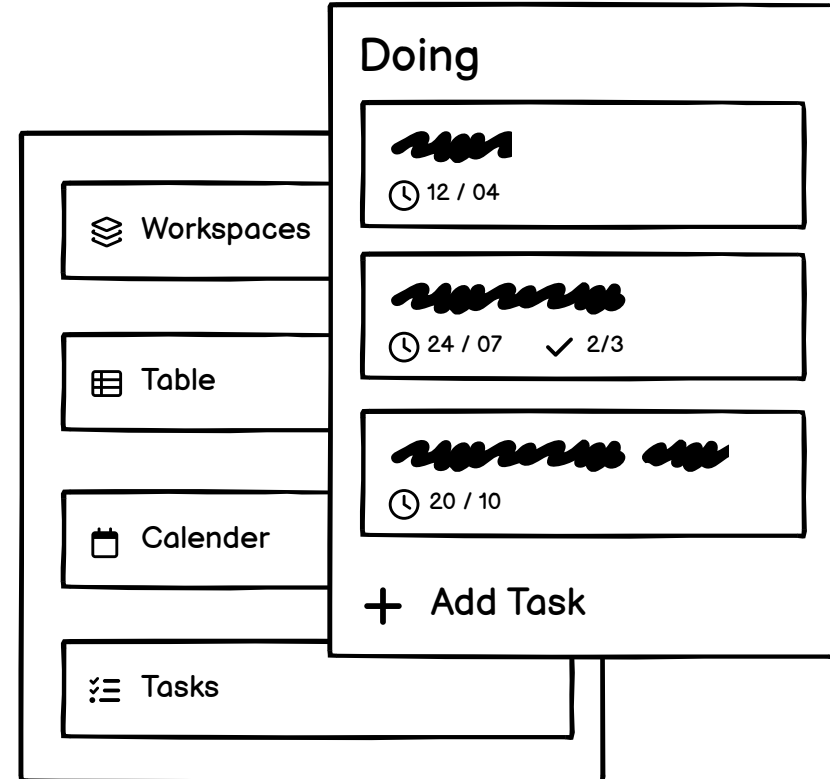 Doing
12 / 04
24 / 07 2/3
20 / 10
Add Task
Workspaces
Table
Calender
Tasks